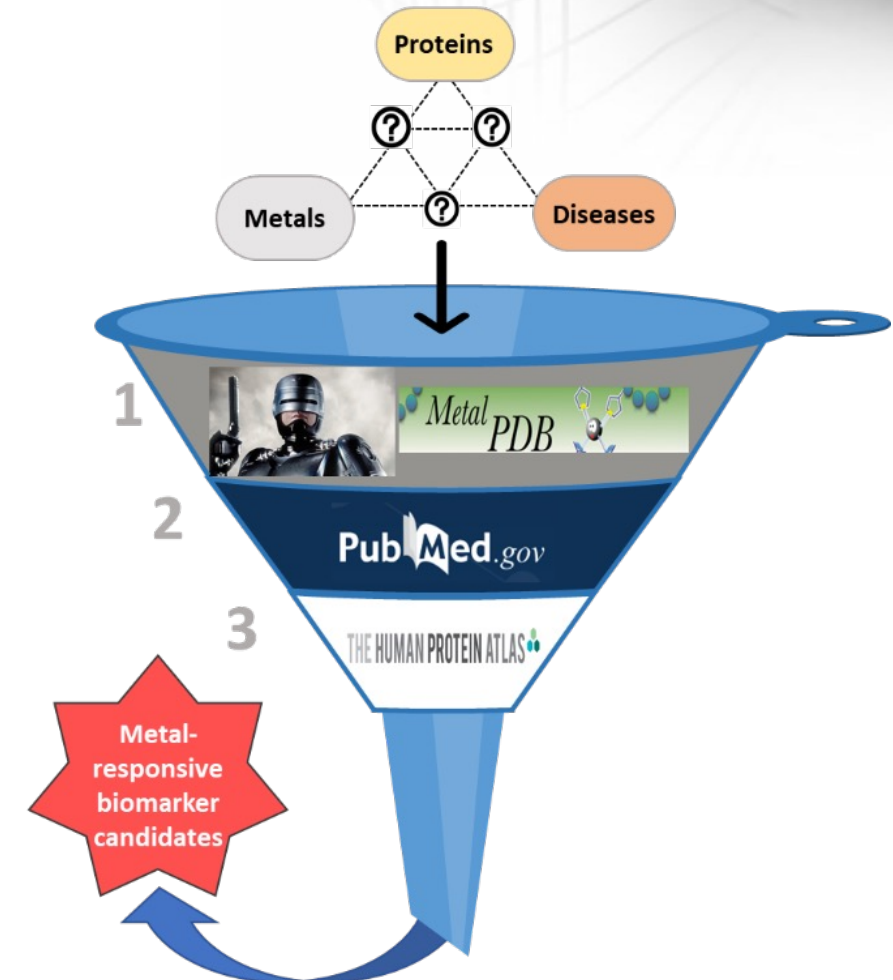 Proteins
?
?
Metals
?
Diseases
1
Metal
PDB
2
PubMed.gov
3
THE HUMAN PROTEIN ATLAS
Metal-
responsive
biomarker
candidates